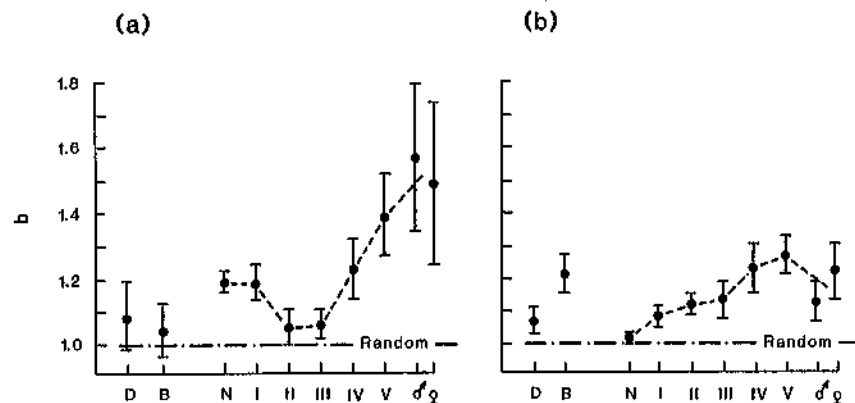 (a)
(b)
1.8
1.6
1.4
1.2
1.0
b
Random
Random
D B N I II III IV V ♂ ♀
D B N I II III IV V ♂ ♀